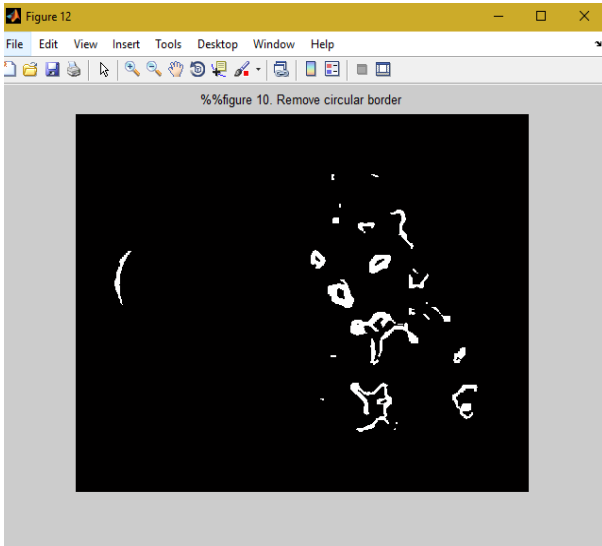 Figure 12
File Edit View Insert Tools Desktop Window Help
%%figure 10. Remove circular border